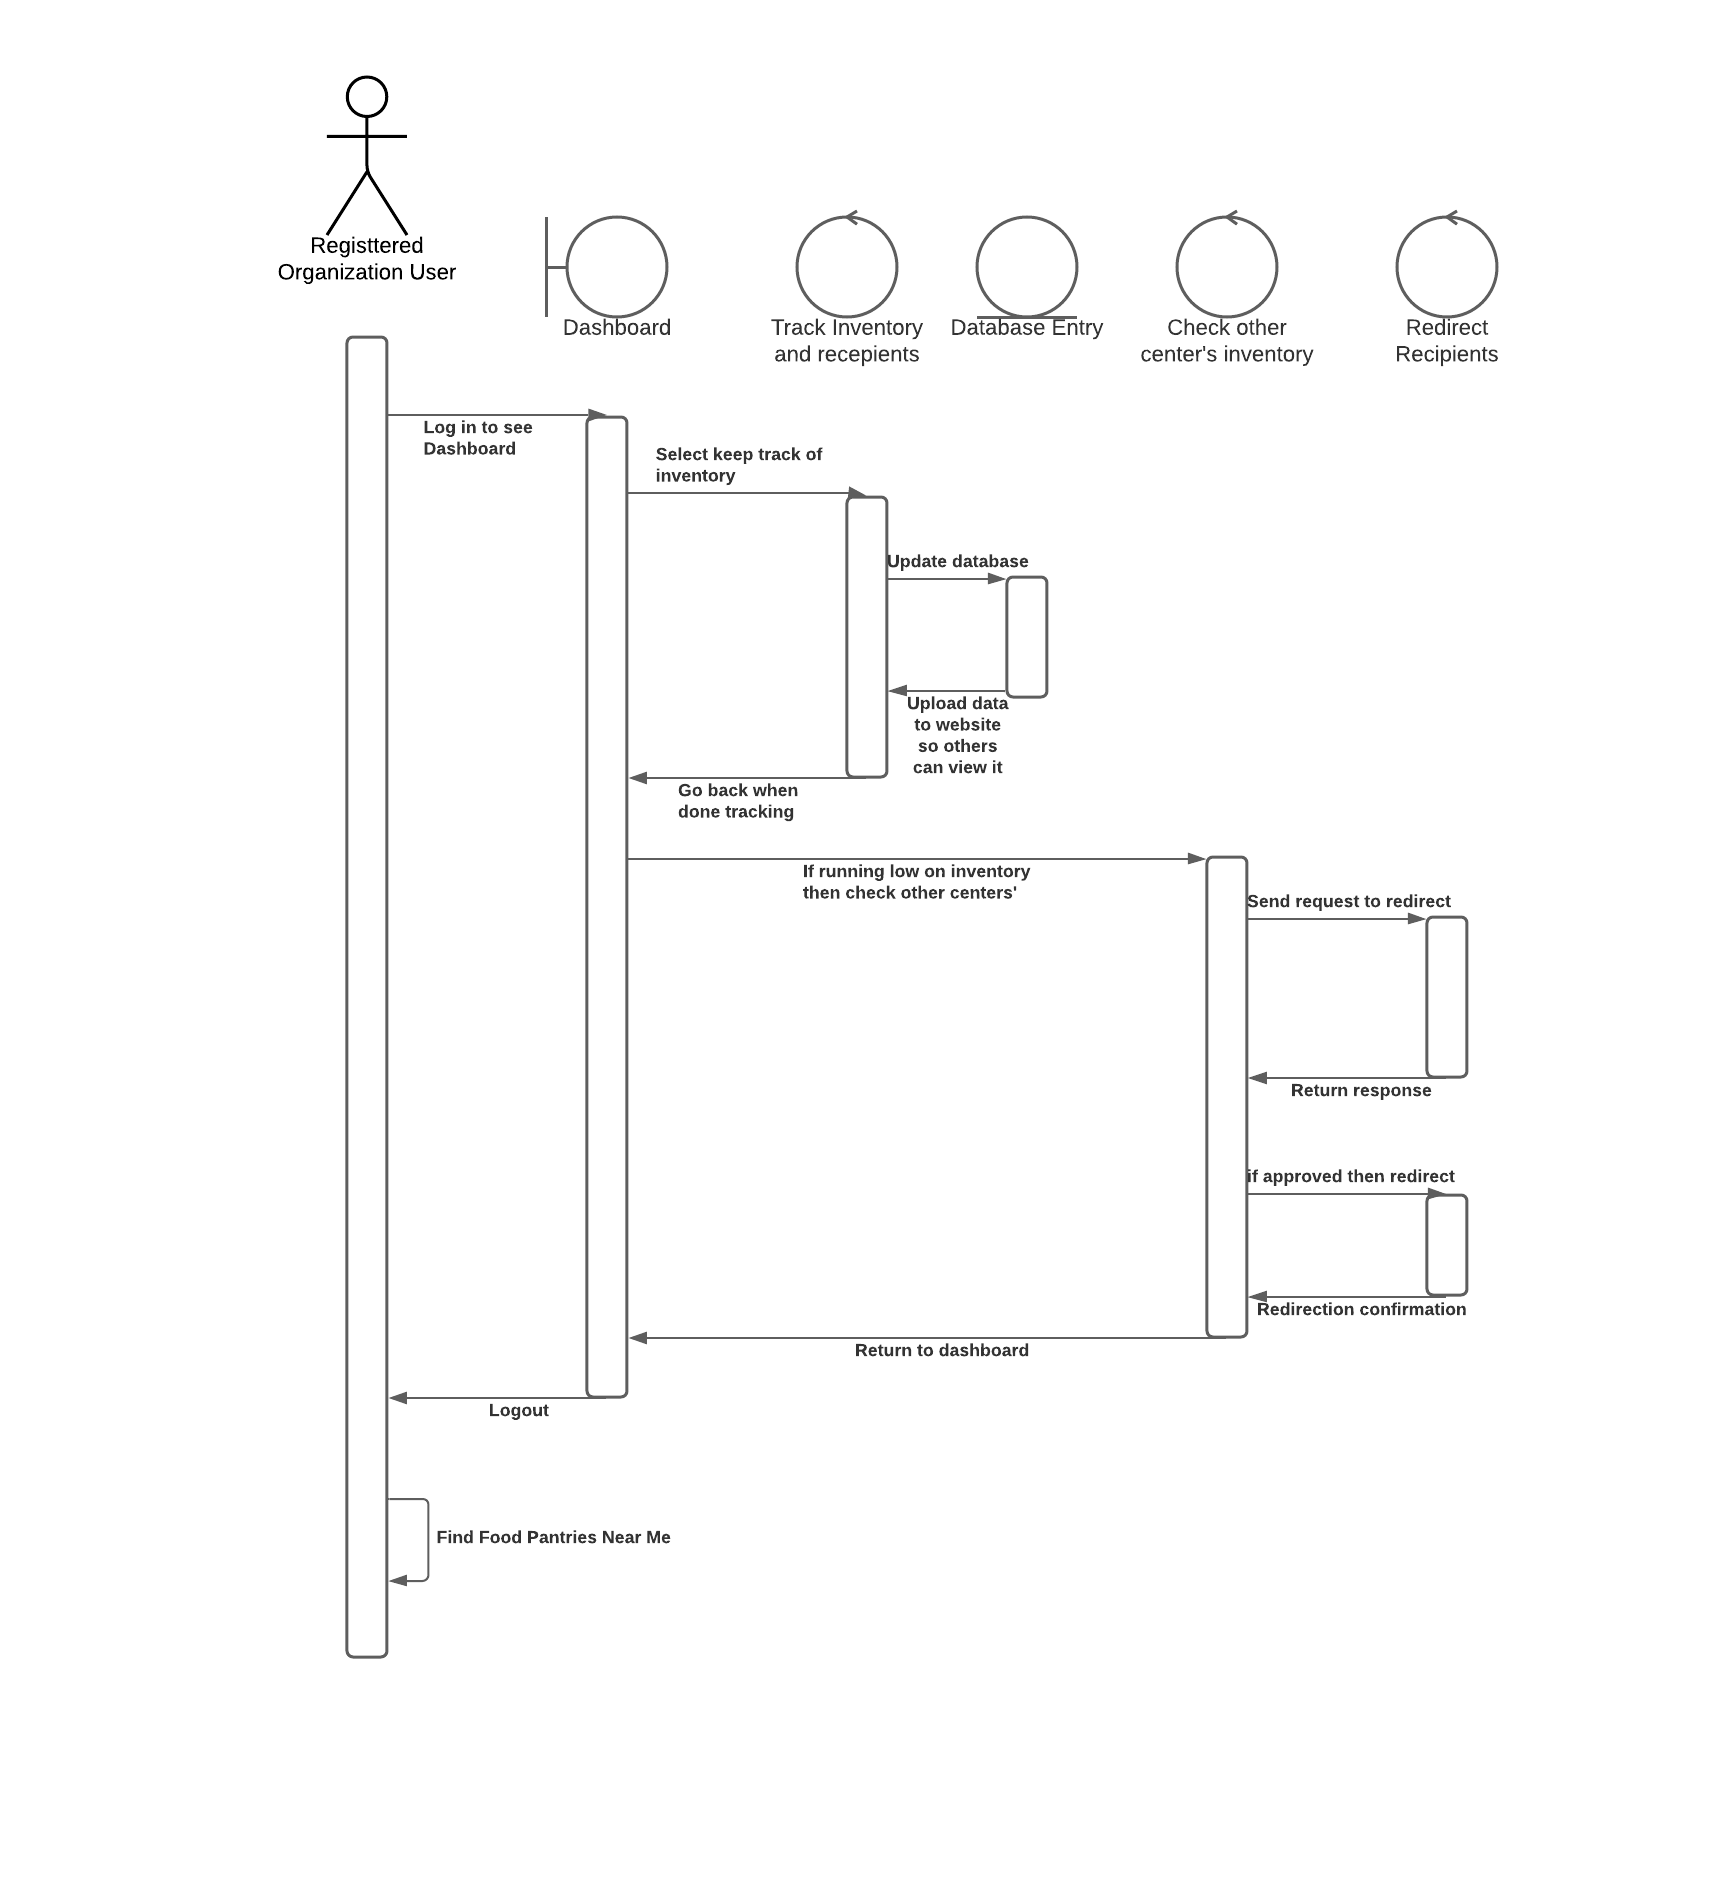 Registtered
Organization User
Dashboard
Track Inventory
and recepients
Database Entry
Check other
center's inventory
Redirect
Recipients
Log in to see
Dashboard
Select keep track of
inventory
Update database
Upload data
to website
so others
can view it
Go back when
done tracking
If running low on inventory
then check other centers'
Send request to redirect
Return response
if approved then redirect
Redirection confirmation
Return to dashboard
Logout
Find Food Pantries Near Me